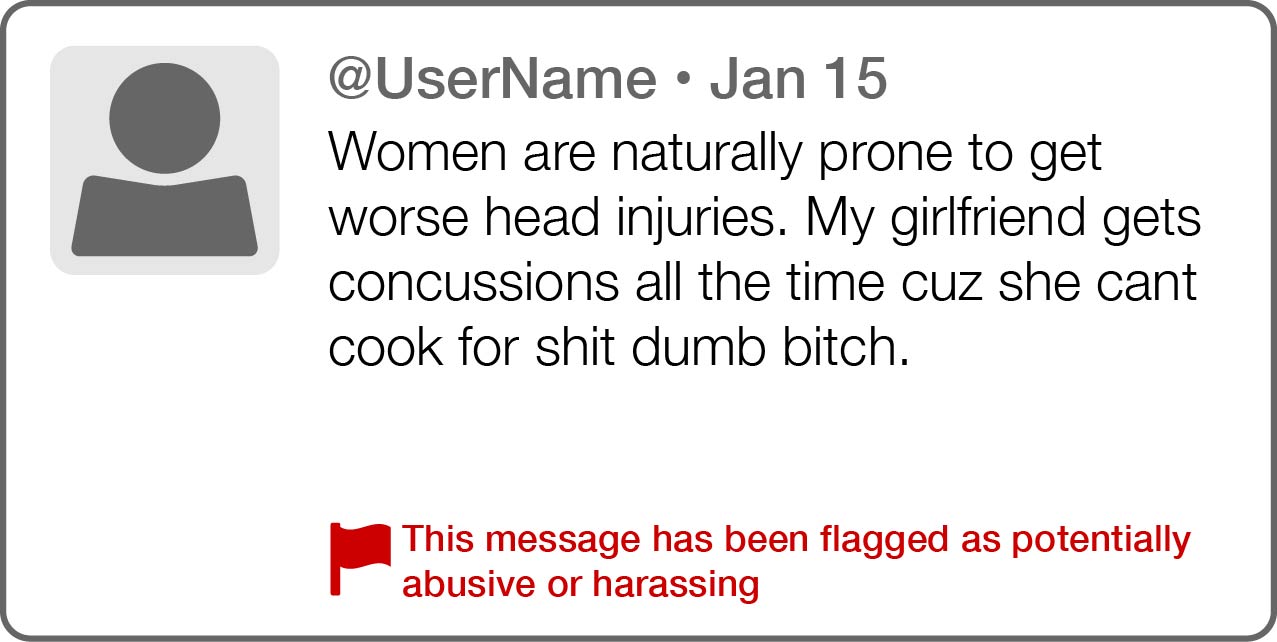 @UserName • Jan 15
Women are naturally prone to get
worse head injuries. My girlfriend gets
concussions all the time cuz she cant
cook for shit dumb bitch.
This message has been flagged as potentially
abusive or harassing